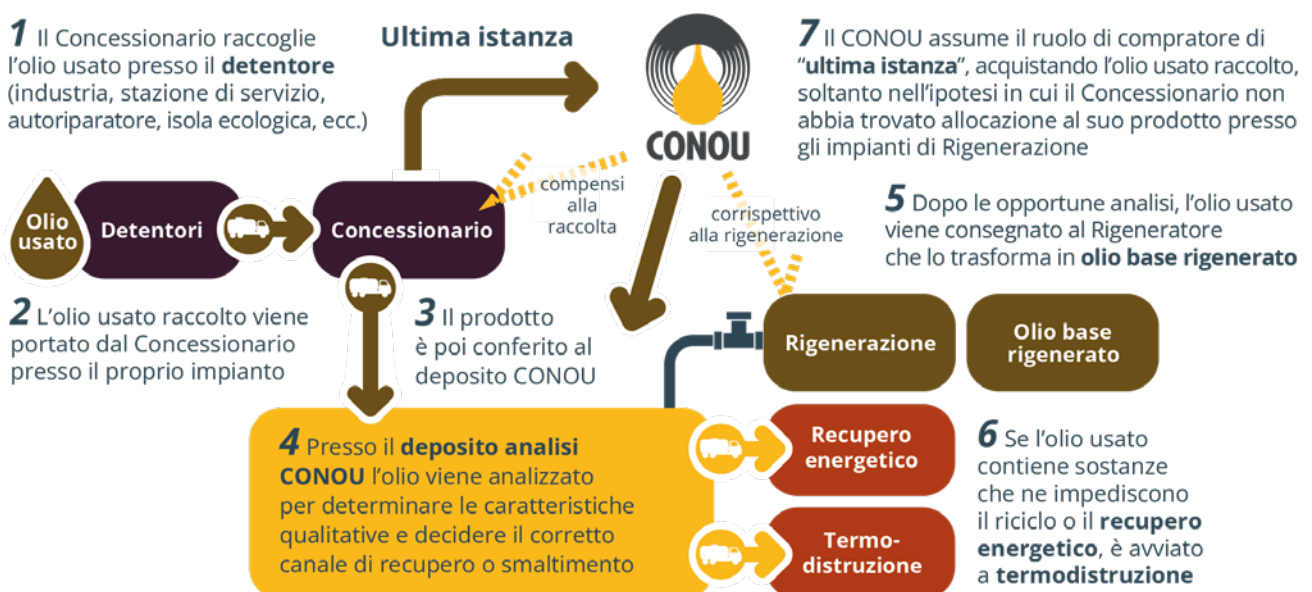 1 Il Concessionario raccoglie
l’olio usato presso il detentore
(industria, stazione di servizio,
autoriparatore, isola ecologica, ecc.)
Ultima istanza
CONOU
7 Il CONOU assume il ruolo di compratore di
“ultima istanza”, acquistando l’olio usato raccolto,
soltanto nell’ipotesi in cui il Concessionario non
abbia trovato allocazione al suo prodotto presso
gli impianti di Rigenerazione
Olio
usato
Detentori
Concessionario
compensi
alla
raccolta
corrispettivo
alla rigenerazione
5 Dopo le opportune analisi, l’olio usato
viene consegnato al Rigeneratore
che lo trasforma in olio base rigenerato
2 L’olio usato raccolto viene
portato dal Concessionario
presso il proprio impianto
3 Il prodotto
è poi conferito al
deposito CONOU
Rigenerazione
Olio base
rigenerato
4 Presso il deposito analisi
CONOU l’olio viene analizzato
per determinare le caratteristiche
qualitative e decidere il corretto
canale di recupero o smaltimento
Recupero
energetico
Termo-
distruzione
6 Se l’olio usato
contiene sostanze
che ne impediscono
il riciclo o il recupero
energetico, è avviato
a termodistruzione